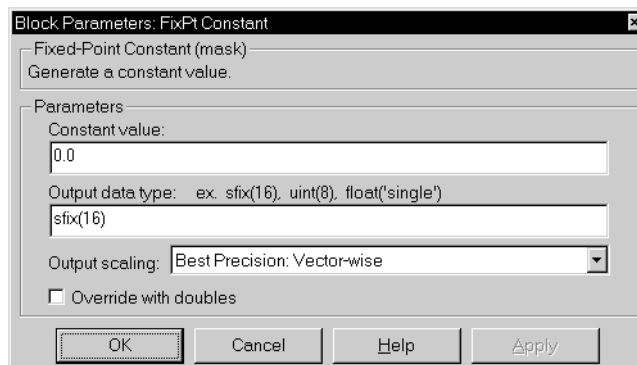 Block Parameters: FixPt Constant
Fixed-Point Constant (mask)
Generate a constant value.
Parameters
Constant value:
0.0
Output data type: ex. sfix(16), uint(8), float('single')
sfix(16)
Output scaling: Best Precision: Vector-wise
Override with doubles
OK Cancel Help Apply